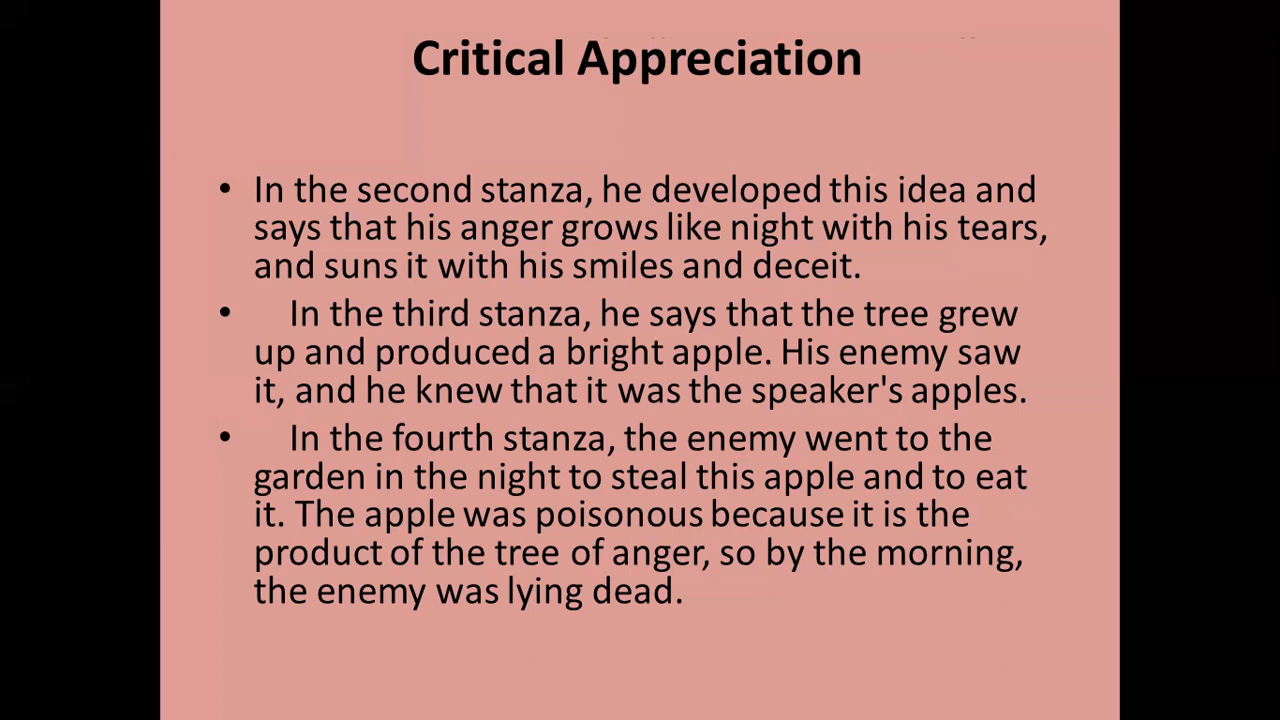 Critical Appreciation
• In the second stanza, he developed this idea and
says that his anger grows like night with his tears,
and suns it with his smiles and deceit.
• In the third stanza, he says that the tree grew
up and produced a bright apple. His enemy saw
it, and he knew that it was the speaker's apples.
• In the fourth stanza, the enemy went to the
garden in the night to steal this apple and to eat
it. The apple was poisonous because it is the
product of the tree of anger, so by the morning,
the enemy was lying dead.